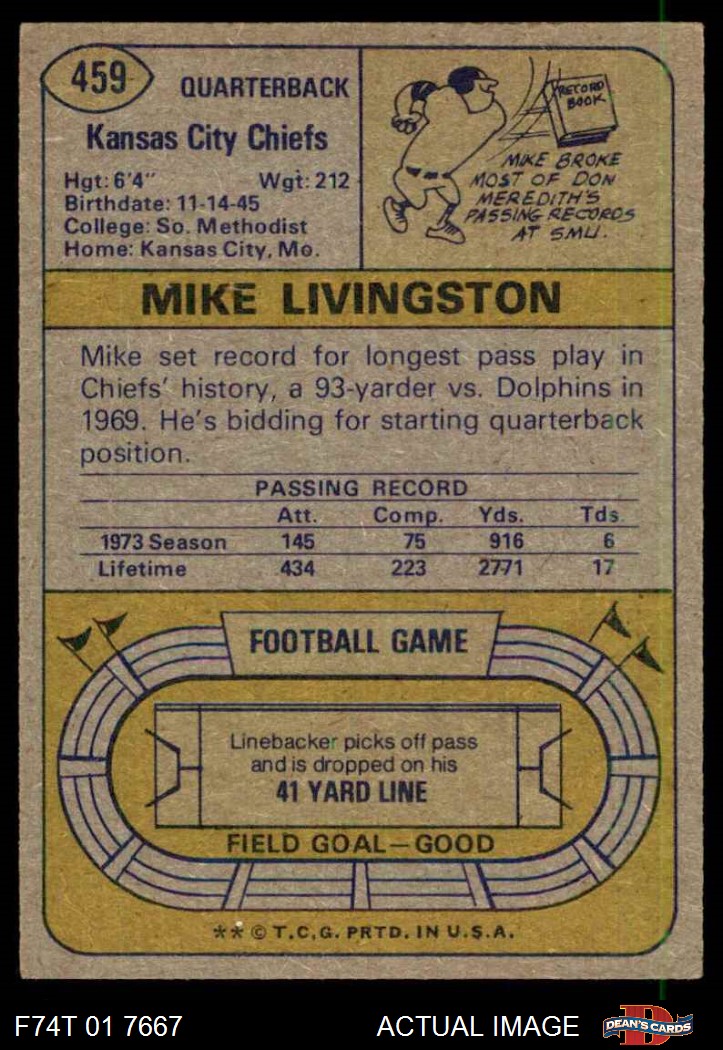 459
QUARTERBACK
Kansas City Chiefs
Hgt: 6'4" Wgt: 212
Birthdate: 11-14-45
College: So. Methodist
Home: Kansas City, Mo.
RECORD
BOOK
MIKE BROKE
MOST OF DON
MEREDITH'S
PASSING RECORDS
AT SMU.
MIKE LIVINGSTON
Mike set record for longest pass play in
Chiefs' history, a 93-yarder vs. Dolphins in
1969. He's bidding for starting quarterback
position.
PASSING RECORD
Att. Comp. Yds. Tds
1973 Season 145 75 916 6
Lifetime 434 223 2771 17
FOOTBALL GAME
Linebacker picks off pass
and is dropped on his
41 YARD LINE
FIELD GOAL—GOOD
** © T.C.G. PRTD. IN U.S.A.
F74T 01 7667 ACTUAL IMAGE DEAN'S CARDS